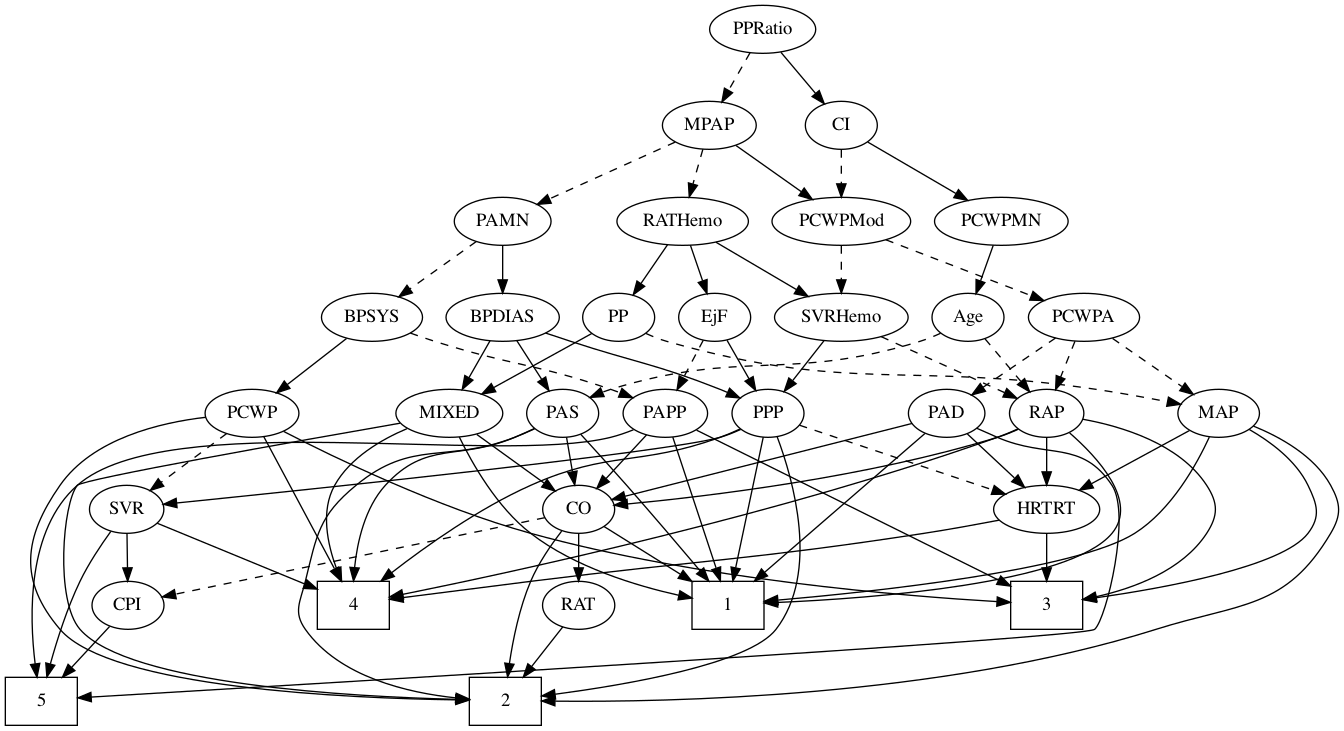 PPRatio
MPAP CI
PAMN RATHemo PCWPMod PCWPMN
BPSYS BPDIAS PP EjF SVRHemo Age PCWPA
PCWP MIXED PAS PAPP PPP PAD RAP MAP
SVR CO HRTRT
CPI 4 RAT 1 3
5 2